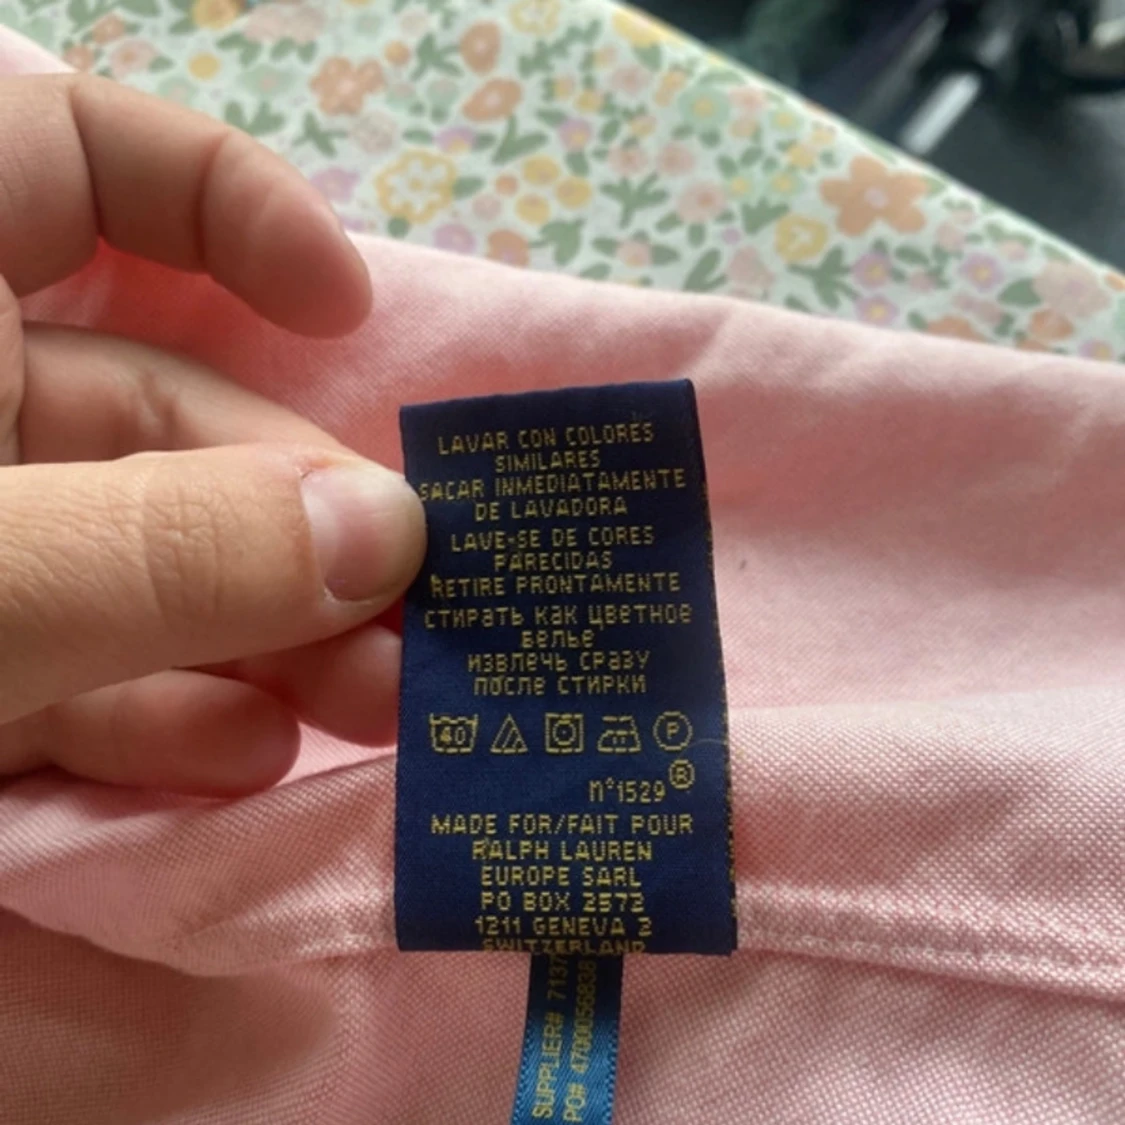 LAVAR CON COLORES
SIMILARES
SACAR INMEDIATAMENTE
DE LAVADORA
LAVE-SE DE CORES
PARECIDAS
RETIRE PRONTAMENTE
СТИРАТЬ КАК ЦВЕТНОЕ
БЕЛЬЕ
ИЗВЛЕЧЬ СРАЗУ
ПОСЛЕ СТИРКИ
40 P
®
n°1529
MADE FOR/FAIT POUR
RALPH LAUREN
EUROPE SARL
PO BOX 2572
1211 GENEVA 2
SWITZERLAND
SUPPLIER#
PO#